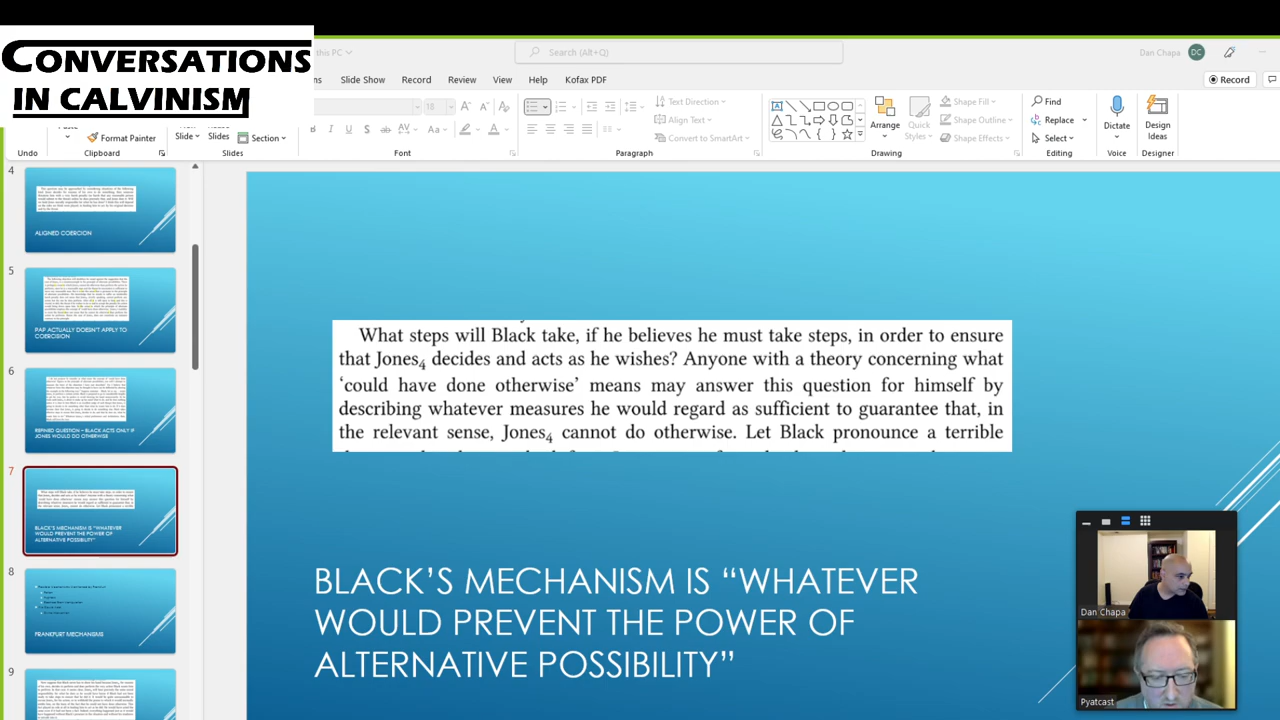 CONVERSATIONS
IN CALVINISM
this PC
Search (Alt+Q)
Dan Chapa
DC
Slide Show
Record
Review
View
Help
Kofax PDF
Record
18
Text Direction
Align Text
Convert to SmartArt
Arrange
Quick
Styles
Shape Fill
Shape Outline
Shape Effects
Find
Replace
Select
Dictate
Design
Ideas
Format Painter
Slide
Slides
Section
Undo
Clipboard
Slides
Font
Paragraph
Drawing
Editing
Voice
Designer
4
ALIGNED COERCION
5
PAP ACTUALLY DOESN'T APPLY TO
COERCISION
6
REFINED QUESTION – BLACK ACTS ONLY IF
JONES WOULD DO OTHERWISE
7
BLACK'S MECHANISM IS "WHATEVER
WOULD PREVENT THE POWER OF
ALTERNATIVE POSSIBILITY"
8
FRANKFURT MECHANISMS
9
What steps will Black take, if he believes he must take steps, in order to ensure
that Jones₄ decides and acts as he wishes? Anyone with a theory concerning what
'could have done otherwise' means may answer this question for himself by
describing whatever measures he would regard as sufficient to guarantee that, in
the relevant sense, Jones₄ cannot do otherwise. Let Black pronounce a terrible
BLACK'S MECHANISM IS "WHATEVER
WOULD PREVENT THE POWER OF
ALTERNATIVE POSSIBILITY"
Dan Chapa
Pyatcast